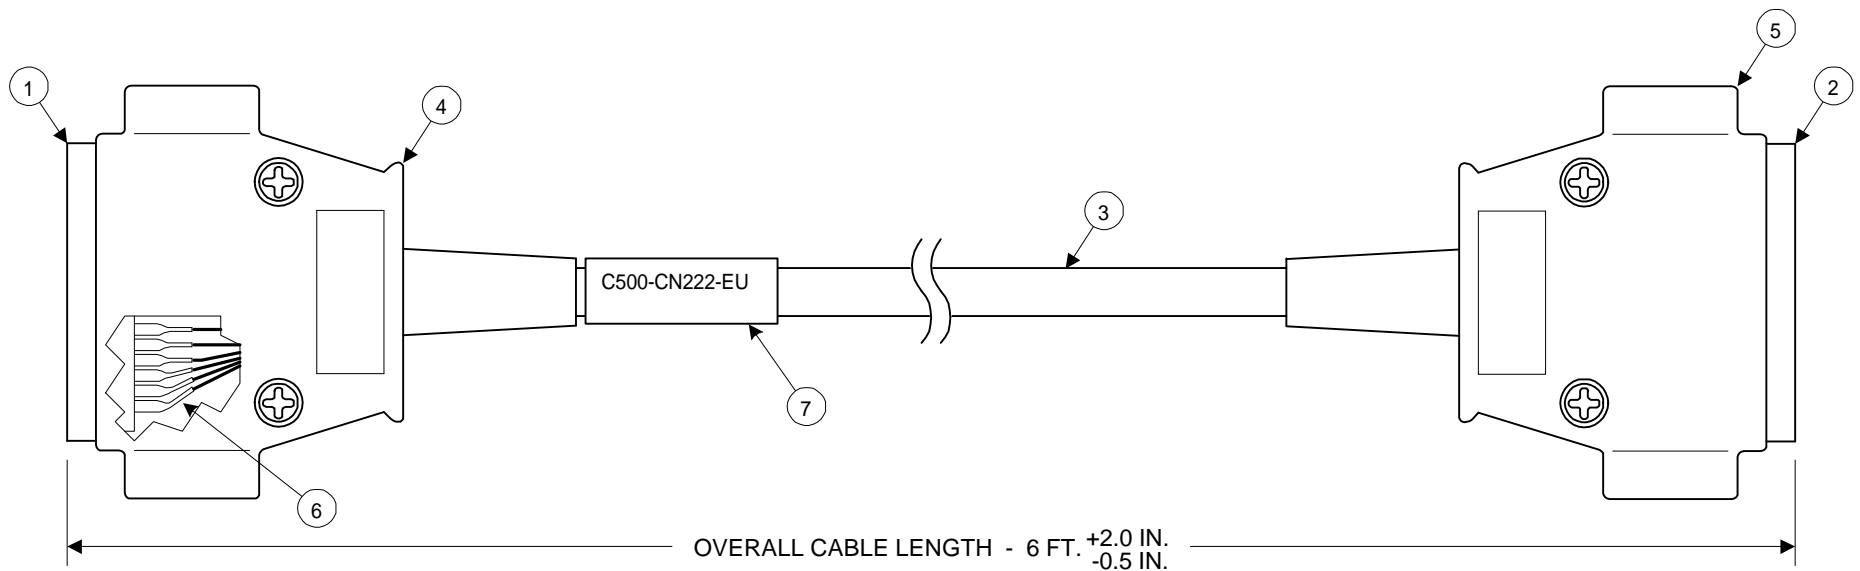 5
1
2
4
3
C500-CN222-EU
7
6
OVERALL CABLE LENGTH - 6 FT. +2.0 IN.
-0.5 IN.